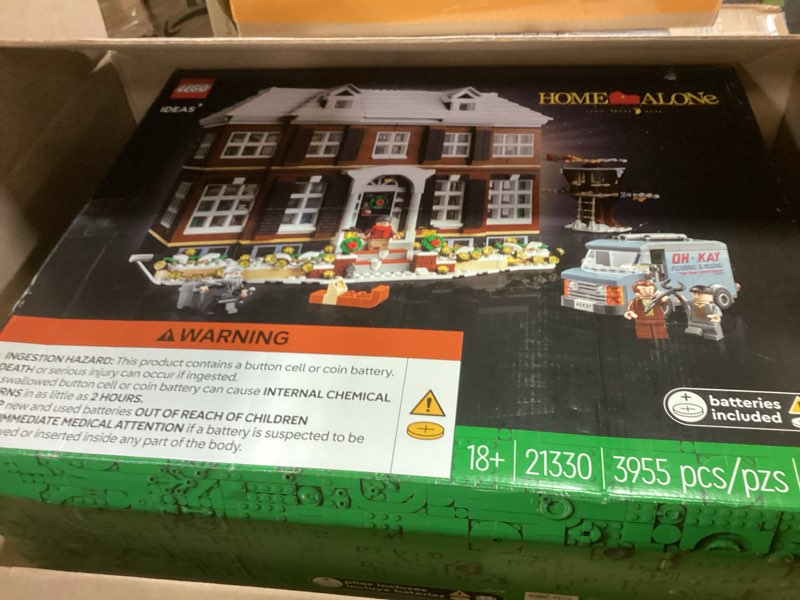 LEGO
IDEAS
HOME ALONe
OH-KAY
PLUMBING & HEATING
WARNING
INGESTION HAZARD: This product contains a button cell or coin battery.
DEATH or serious injury can occur if ingested.
swallowed button cell or coin battery can cause INTERNAL CHEMICAL
RNS in as little as 2 HOURS.
new and used batteries OUT OF REACH OF CHILDREN
IMMEDIATE MEDICAL ATTENTION if a battery is suspected to be
wed or inserted inside any part of the body.
batteries
included
18+ 21330 3955 pcs/pzs
piles incluses
incluye baterías